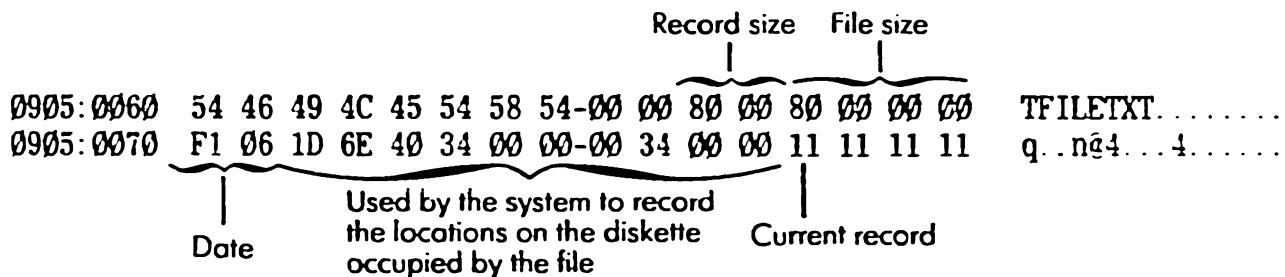 Record size File size
0905:0060 54 46 49 4C 45 54 58 54-00 00 80 00 80 00 00 00 TFILETXT........
0905:0070 F1 06 1D 6E 40 34 00 00-00 34 00 00 11 11 11 11 q..n@4...4......
Date
Used by the system to record
the locations on the diskette
occupied by the file
Current record